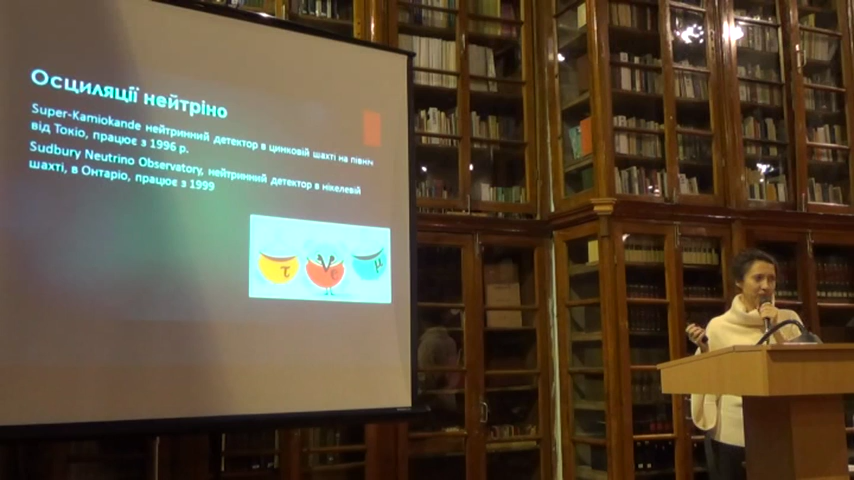 Осциляції нейтріно
Super-Kamiokande нейтринний детектор в цинковій шахті на північ
від Токіо, працює з 1996 р.
Sudbury Neutrino Observatory, нейтринний детектор в нікелевій
шахті, в Онтаріо, працює з 1999
τ
νe
μ